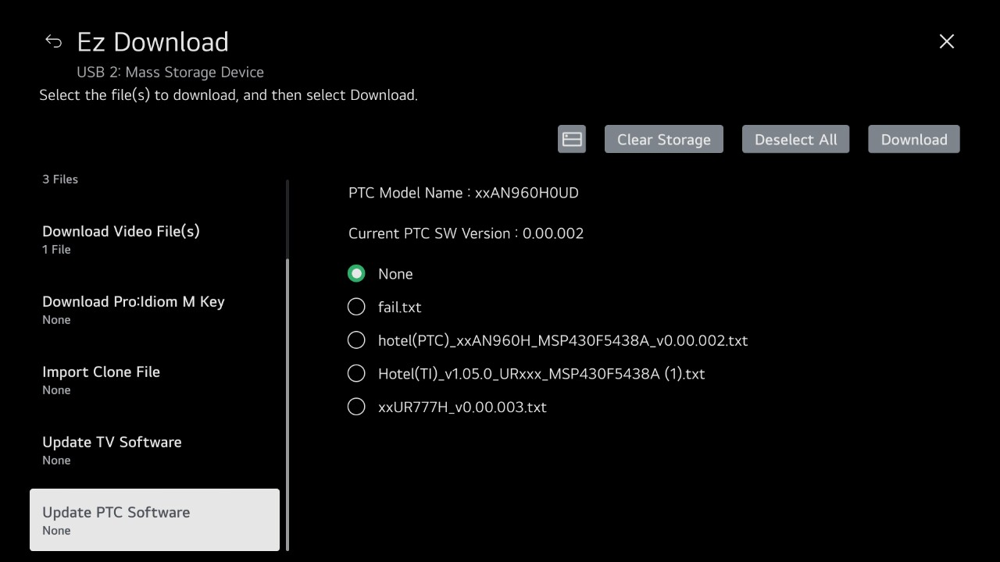 Ez Download
USB 2: Mass Storage Device
Select the file(s) to download, and then select Download.
Clear Storage
Deselect All
Download
3 Files
Download Video File(s)
1 File
Download Pro:Idiom M Key
None
Import Clone File
None
Update TV Software
None
Update PTC Software
None
PTC Model Name : xxAN960H0UD
Current PTC SW Version : 0.00.002
None
fail.txt
hotel(PTC)_xxAN960H_MSP430F5438A_v0.00.002.txt
Hotel(TI)_v1.05.0_URxxx_MSP430F5438A (1).txt
xxUR777H_v0.00.003.txt